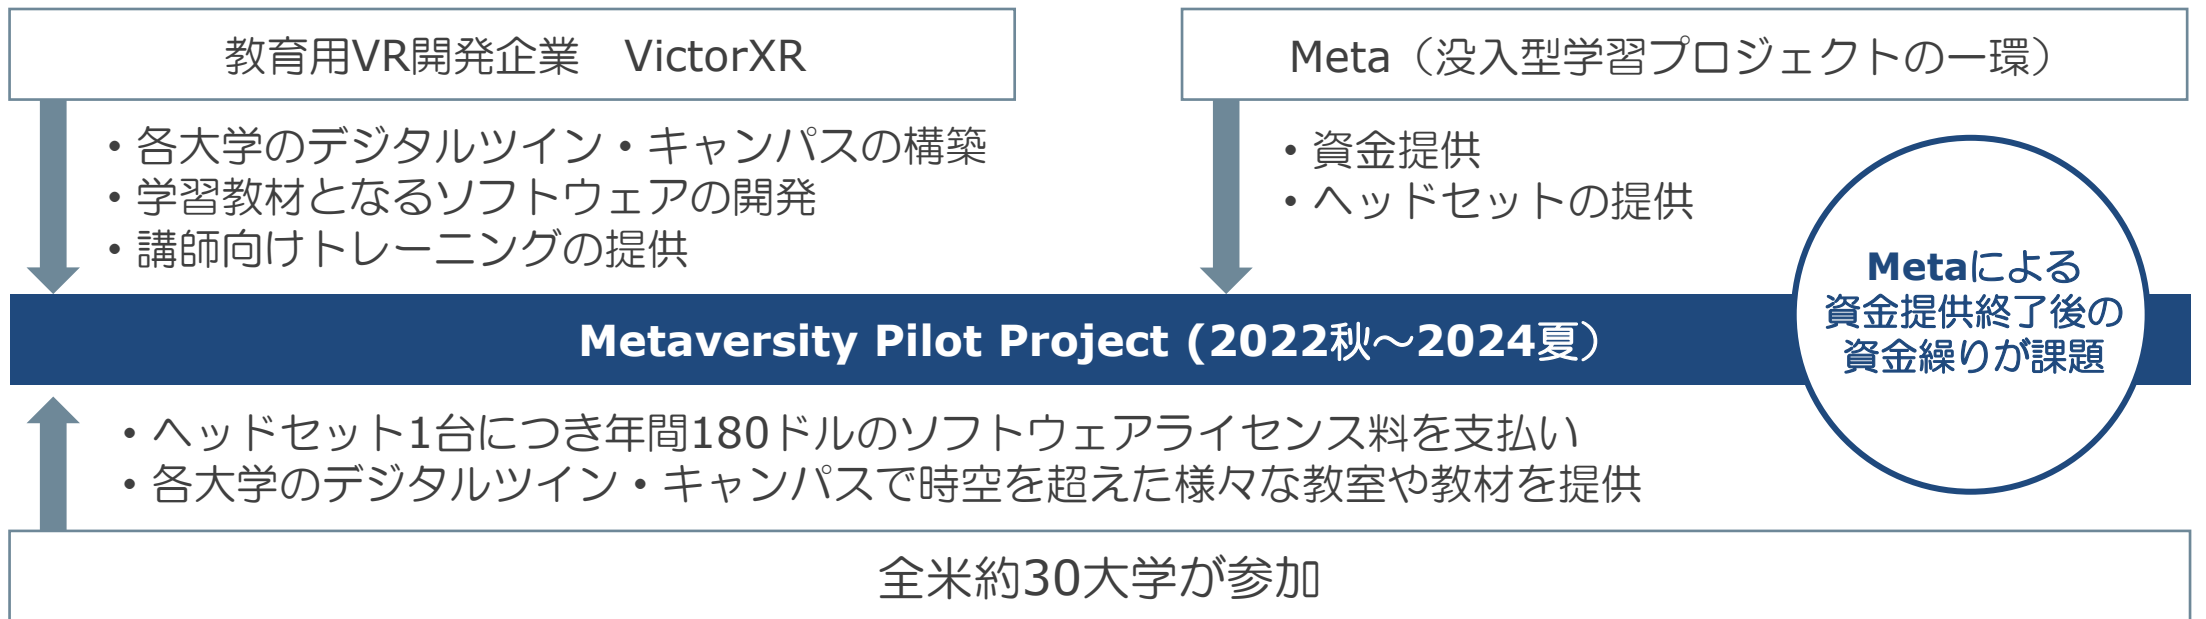 教育用VR開発企業　VictorXR
Meta（没入型学習プロジェクトの一環）
・各大学のデジタルツイン・キャンパスの構築
・学習教材となるソフトウェアの開発
・講師向けトレーニングの提供
・資金提供
・ヘッドセットの提供
Metaversity Pilot Project (2022秋～2024夏）
Metaによる
資金提供終了後の
資金繰りが課題
・ヘッドセット1台につき年間180ドルのソフトウェアライセンス料を支払い
・各大学のデジタルツイン・キャンパスで時空を超えた様々な教室や教材を提供
全米約30大学が参加